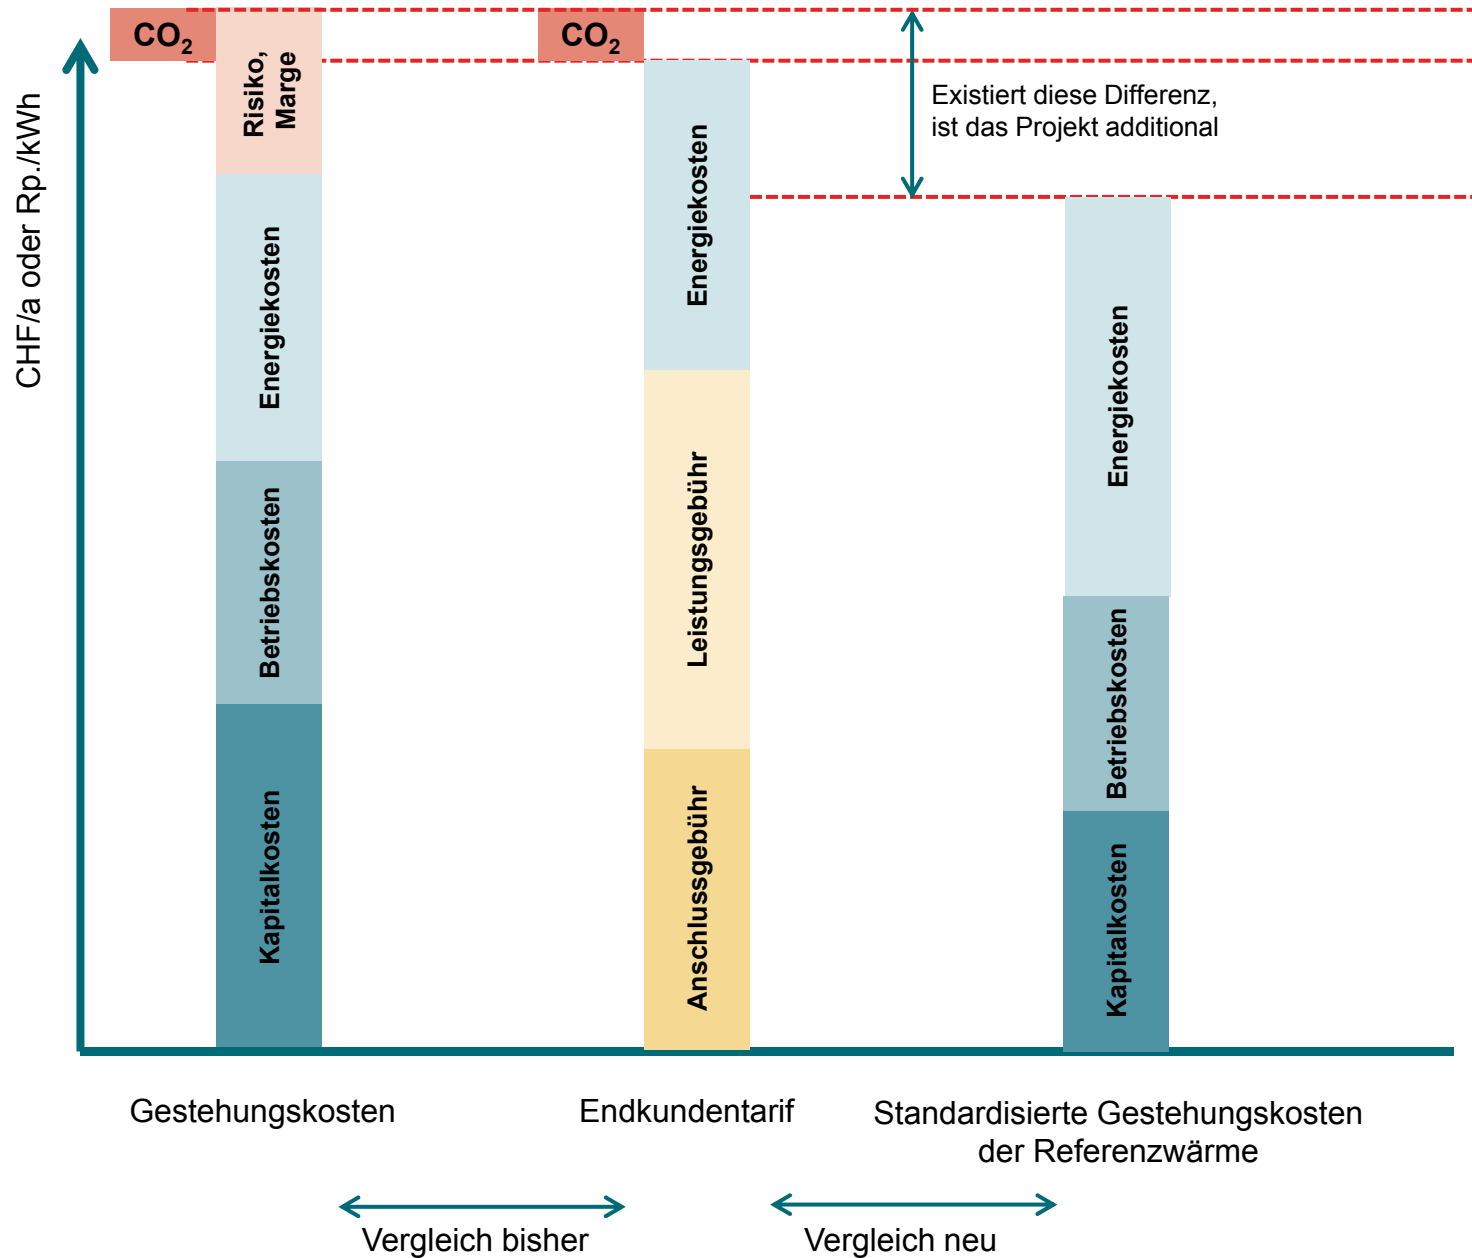 CHF/a oder Rp./kWh
CO₂
Risiko,
Marge
Energiekosten
Betriebskosten
Kapitalkosten
CO₂
Energiekosten
Leistungsgebühr
Anschlussgebühr
Existiert diese Differenz,
ist das Projekt additional
Energiekosten
Betriebskosten
Kapitalkosten
Gestehungskosten
Endkundentarif
Standardisierte Gestehungskosten
der Referenzwärme
Vergleich bisher
Vergleich neu